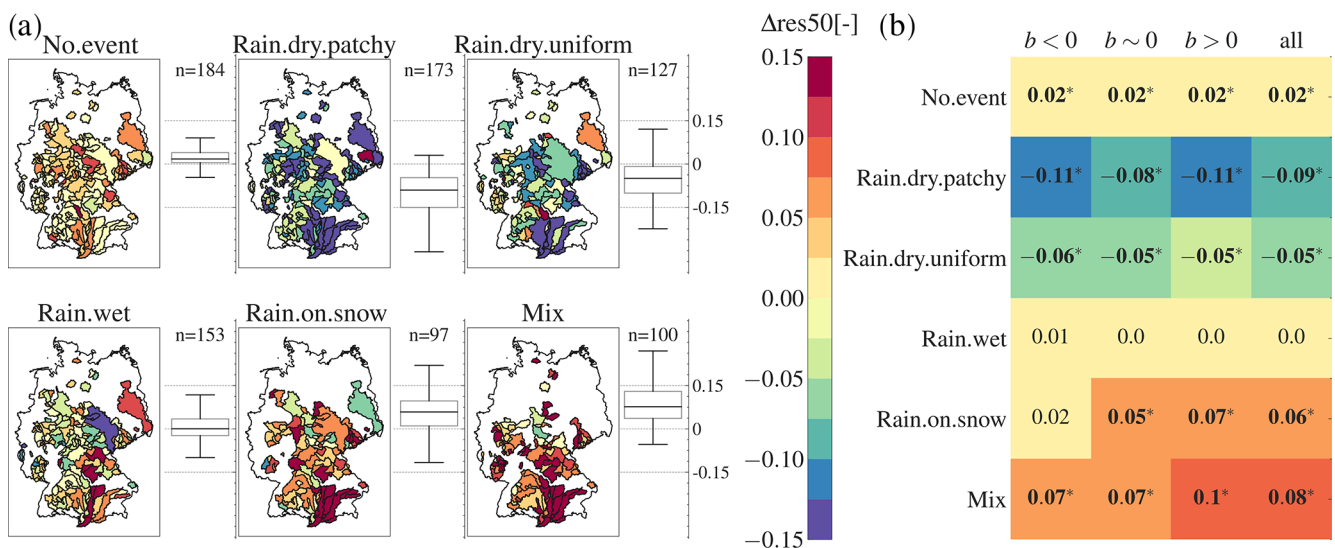 (a)
No.event
n=184
Rain.dry.patchy
n=173
Rain.dry.uniform
n=127
0.15
0
-0.15
Rain.wet
n=153
Rain.on.snow
n=97
Mix
n=100
0.15
0
-0.15
Δres50[-]
0.15
0.10
0.05
0.00
−0.05
−0.10
−0.15
(b)
b < 0 b ∼ 0 b > 0 all
No.event 0.02* 0.02* 0.02* 0.02*
Rain.dry.patchy −0.11* −0.08* −0.11* −0.09*
Rain.dry.uniform −0.06* −0.05* −0.05* −0.05*
Rain.wet 0.01 0.0 0.0 0.0
Rain.on.snow 0.02 0.05* 0.07* 0.06*
Mix 0.07* 0.07* 0.1* 0.08*